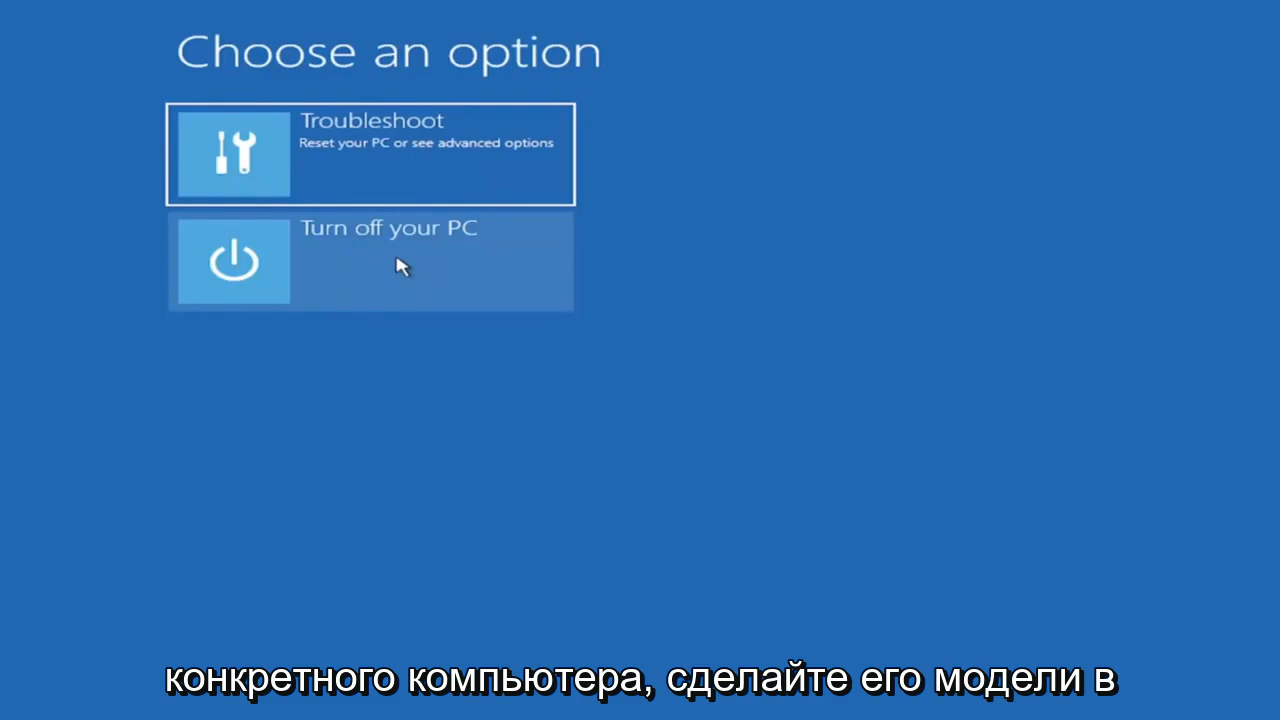 Choose an option
Troubleshoot
Reset your PC or see advanced options
Turn off your PC
конкретного компьютера, сделайте его модели в